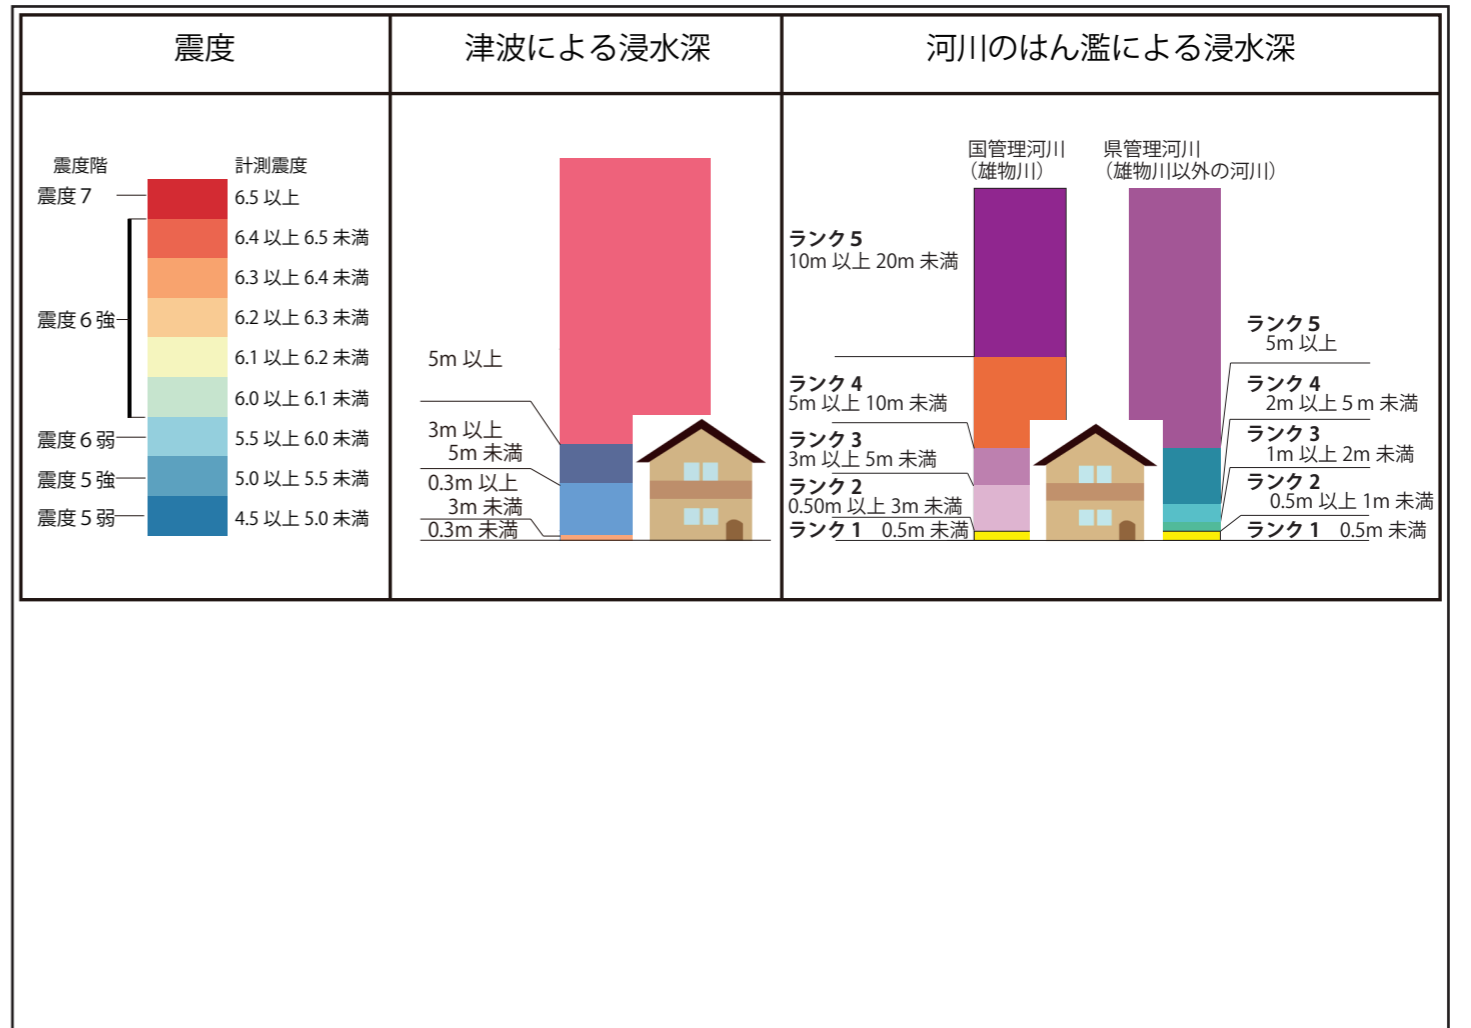 震度
津波による浸水深
河川のはん濫による浸水深
震度階
計測震度
震度７
6.5 以上
6.4 以上 6.5 未満
6.3 以上 6.4 未満
震度６強
6.2 以上 6.3 未満
6.1 以上 6.2 未満
6.0 以上 6.1 未満
震度６弱
5.5 以上 6.0 未満
震度５強
5.0 以上 5.5 未満
震度５弱
4.5 以上 5.0 未満
5m 以上
3m 以上
5m 未満
0.3m 以上
3m 未満
0.3m 未満
国管理河川
（雄物川）
ランク 5
10m 以上 20m 未満
ランク 4
5m 以上 10m 未満
ランク 3
3m 以上 5m 未満
ランク 2
0.50m 以上 3m 未満
ランク 1 0.5m 未満
県管理河川
（雄物川以外の河川）
ランク 5
5m 以上
ランク 4
2m 以上 5 m 未満
ランク 3
1m 以上 2m 未満
ランク 2
0.5m 以上 1m 未満
ランク 1 0.5m 未満